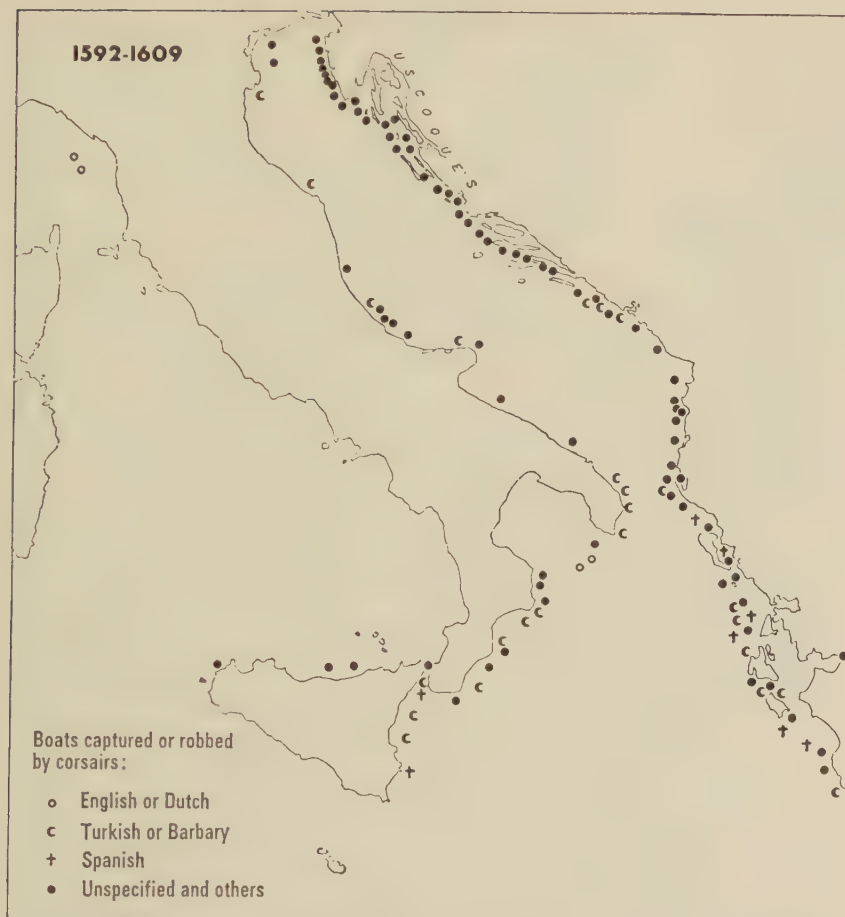 1592-1609
USCOQUES
Boats captured or robbed
by corsairs:
English or Dutch
Turkish or Barbary
Spanish
Unspecified and others